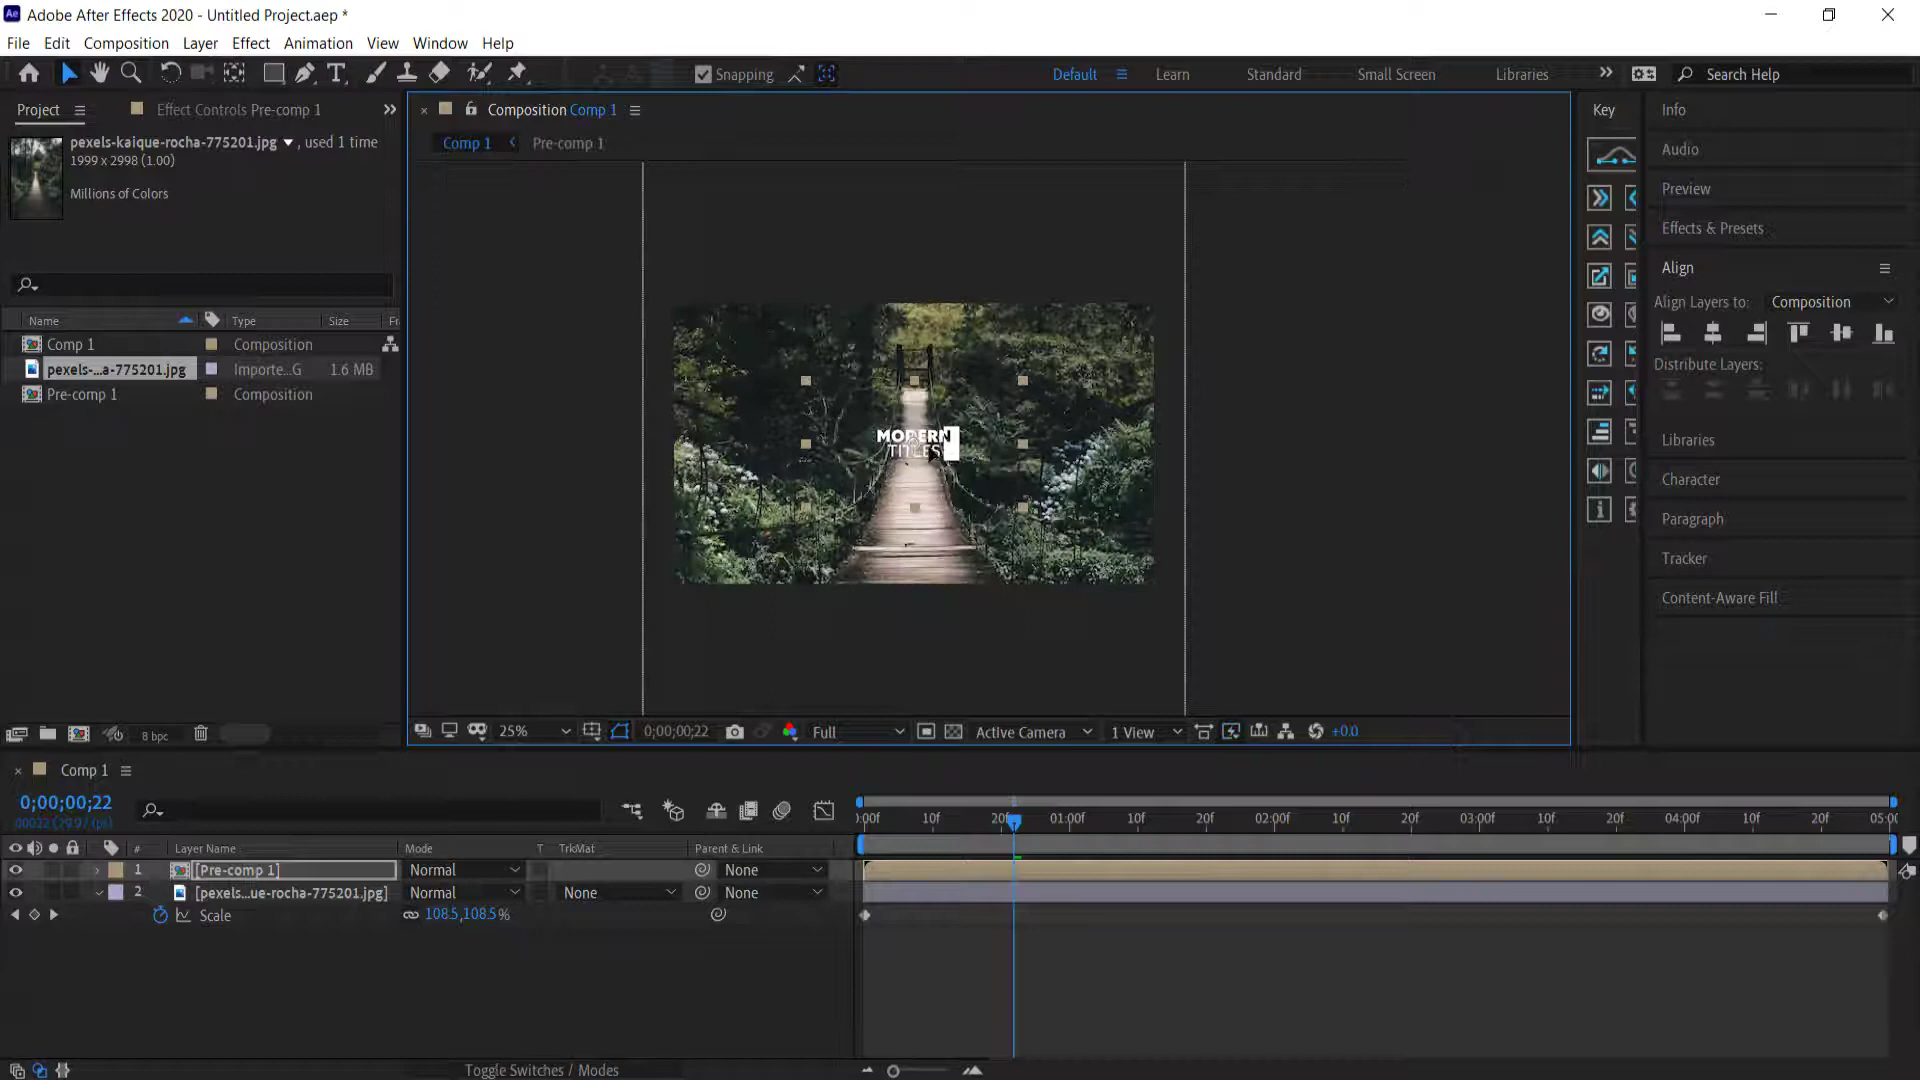 Adobe After Effects 2020 - Untitled Project.aep *
File Edit Composition Layer Effect Animation View Window Help
Snapping Default Learn Standard Small Screen Libraries Search Help
Project Effect Controls Pre-comp 1
pexels-kaique-rocha-775201.jpg , used 1 time
1999 x 2998 (1.00)
Millions of Colors
Name Type Size Fr
Comp 1 Composition
pexels-...a-775201.jpg Importe...G 1.6 MB
Pre-comp 1 Composition
8 bpc
Composition Comp 1
Comp 1 Pre-comp 1
MODERN
TITLES
25% 0;00;00;22 Full Active Camera 1 View +0.0
Key
Info
Audio
Preview
Effects & Presets
Align
Align Layers to: Composition
Distribute Layers:
Libraries
Character
Paragraph
Tracker
Content-Aware Fill
Comp 1
0;00;00;22
00022 (29.97 fps)
:00f 10f 20f 01:00f 10f 20f 02:00f 10f 20f 03:00f 10f 20f 04:00f 10f 20f 05:00
# Layer Name Mode T TrkMat Parent & Link
1 [Pre-comp 1] Normal None
2 [pexels...ue-rocha-775201.jpg] Normal None None
Scale 108.5,108.5%
Toggle Switches / Modes